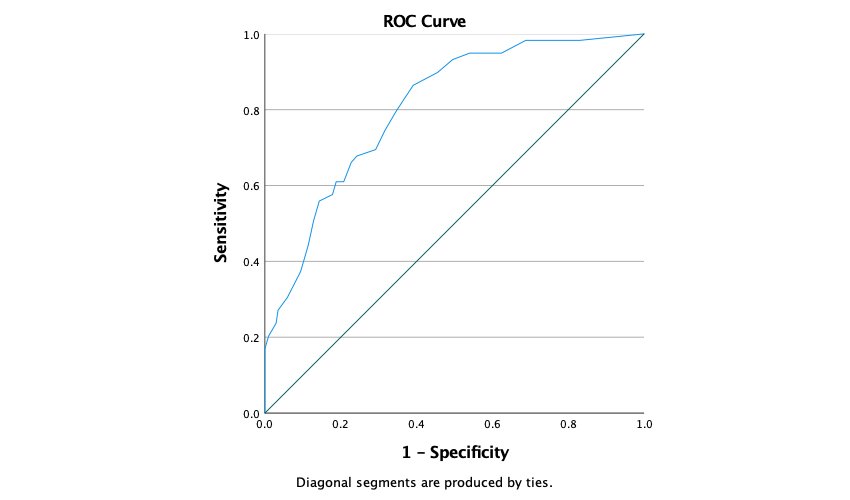 ROC Curve
1.0
0.8
0.6
0.4
0.2
0.0
Sensitivity
0.0 0.2 0.4 0.6 0.8 1.0
1 - Specificity
Diagonal segments are produced by ties.